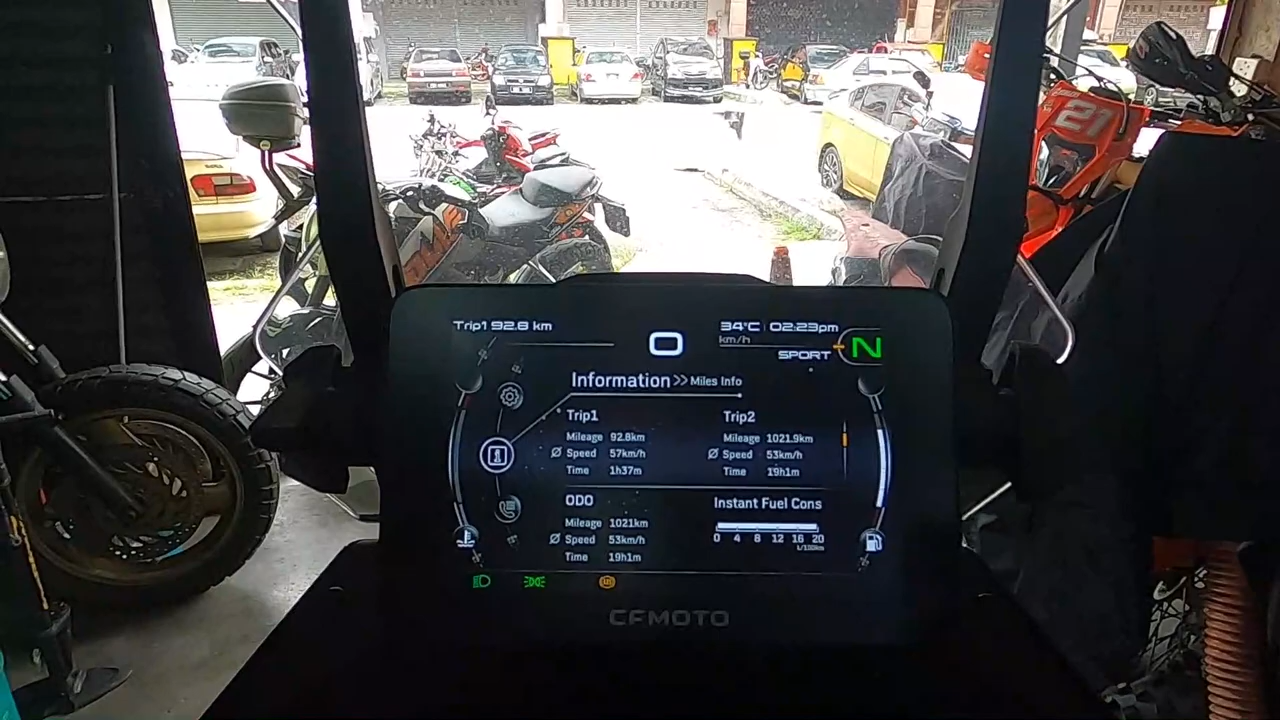 Trip1 92.8 km
0
34°C 02:23pm
km/h
SPORT
N
Information >> Miles Info
Trip1
Mileage 92.8km
Ø Speed 57km/h
Time 1h37m
Trip2
Mileage 1021.9km
Ø Speed 53km/h
Time 19h1m
ODO
Mileage 1021km
Ø Speed 53km/h
Time 19h1m
Instant Fuel Cons
0 4 8 12 16 20
L/100km
CFMOTO
21